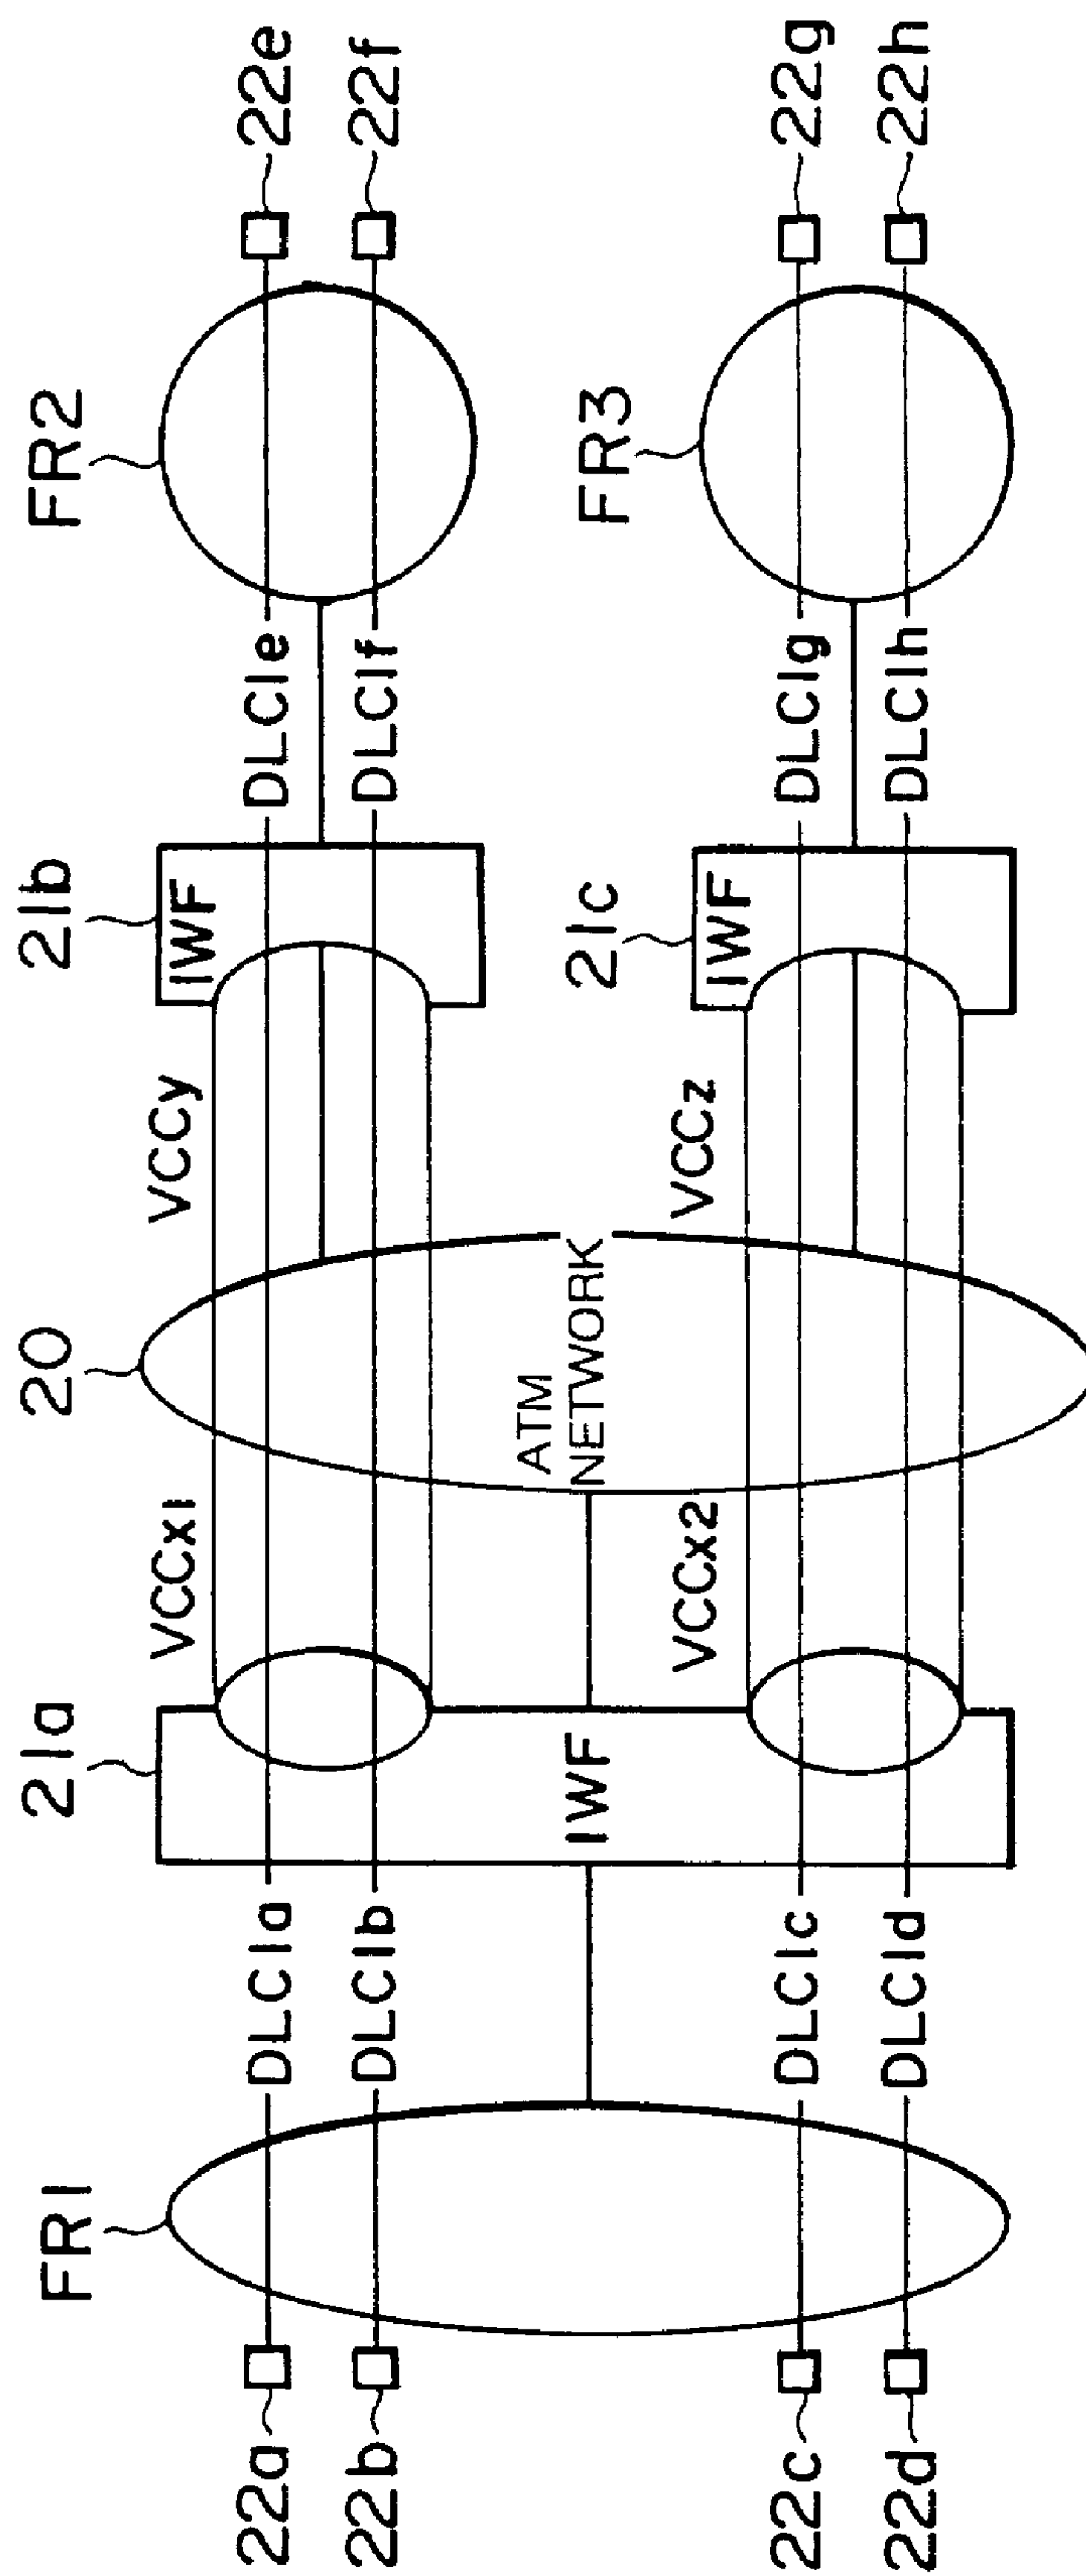 FR1
21a
20
21b
FR2
VCCx1
VCCy
IWF
22a
DLCIa
DLCIe
22e
22b
DLCIb
DLCIf
22f
ATM
NETWORK
IWF
21c
FR3
VCCx2
VCCz
IWF
22c
DLCIc
DLCIg
22g
22d
DLCId
DLCIh
22h